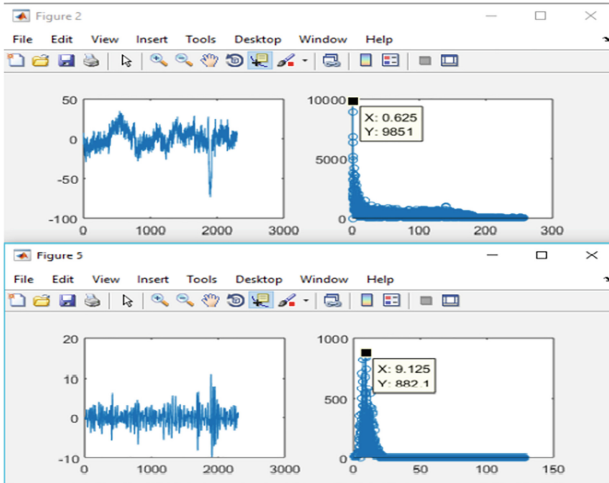 Figure 2
File Edit View Insert Tools Desktop Window Help
50
0
-50
-100
0 1000 2000 3000
10000
5000
0
0 100 200 300
X: 0.625
Y: 9851
Figure 5
File Edit View Insert Tools Desktop Window Help
20
10
0
-10
0 1000 2000 3000
1000
500
0
0 50 100 150
X: 9.125
Y: 882.1